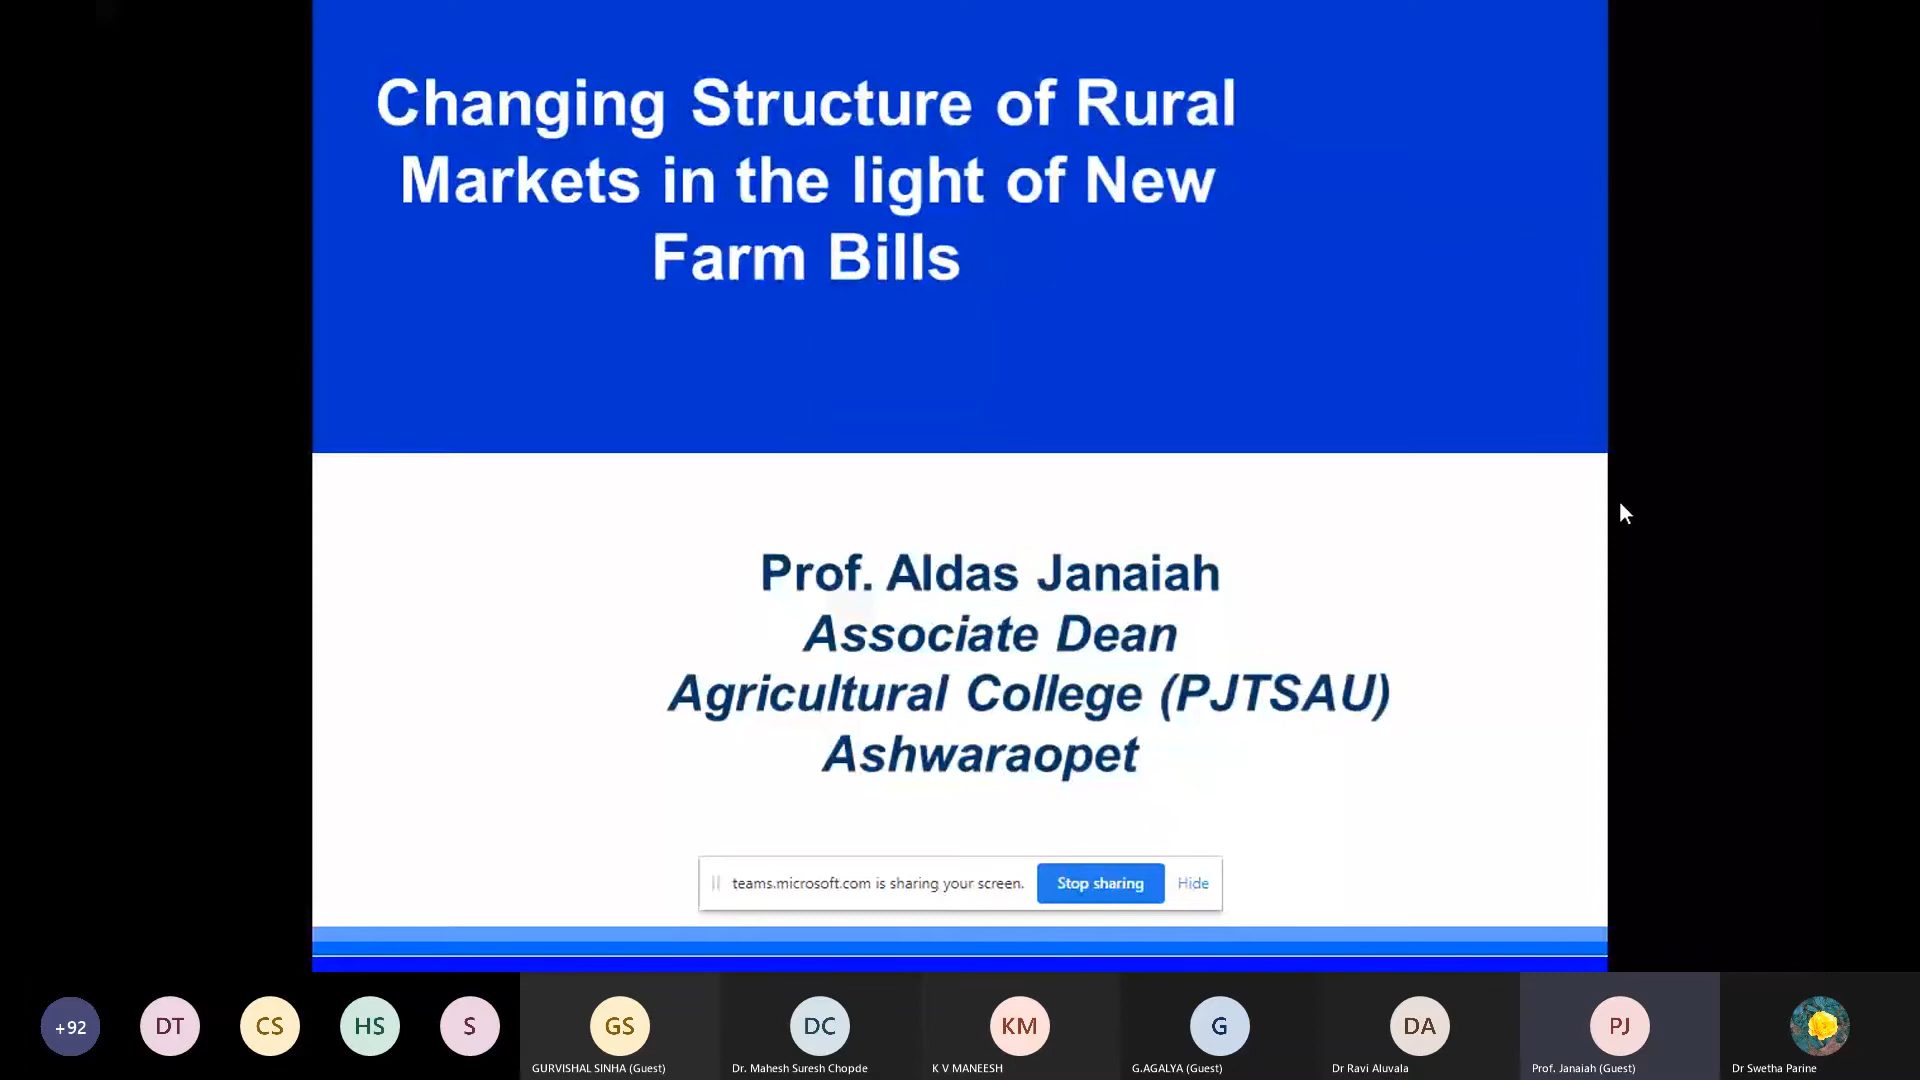 Changing Structure of Rural
Markets in the light of New
Farm Bills
Prof. Aldas Janaiah
Associate Dean
Agricultural College (PJTSAU)
Ashwaraopet
teams.microsoft.com is sharing your screen. Stop sharing Hide
+92 DT CS HS S GS DC KM G DA PJ
GURVISHAL SINHA (Guest) Dr. Mahesh Suresh Chopde K V MANEESH G.AGALYA (Guest) Dr Ravi Aluvala Prof. Janaiah (Guest) Dr Swetha Parine